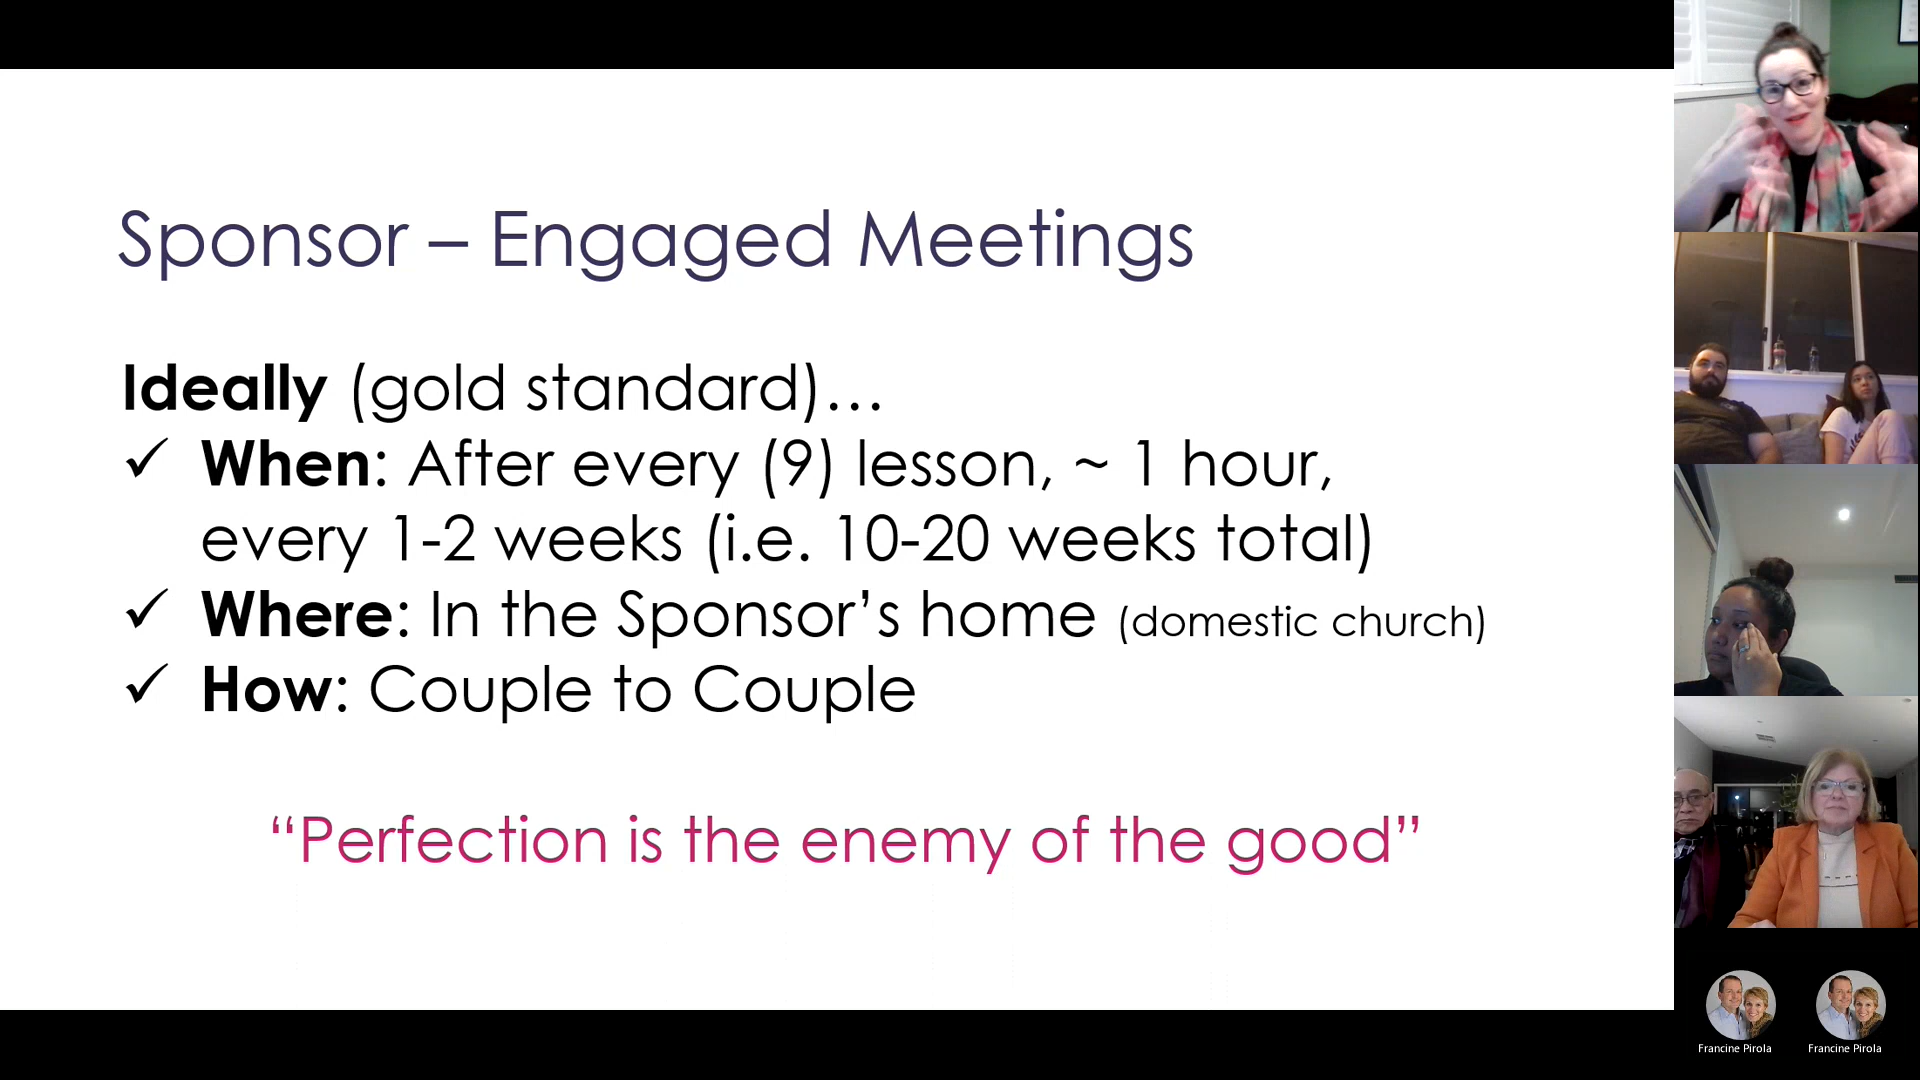 Sponsor – Engaged Meetings
Ideally (gold standard)…
✓ When: After every (9) lesson, ~ 1 hour,
every 1-2 weeks (i.e. 10-20 weeks total)
✓ Where: In the Sponsor’s home (domestic church)
✓ How: Couple to Couple
“Perfection is the enemy of the good”
Francine Pirola
Francine Pirola